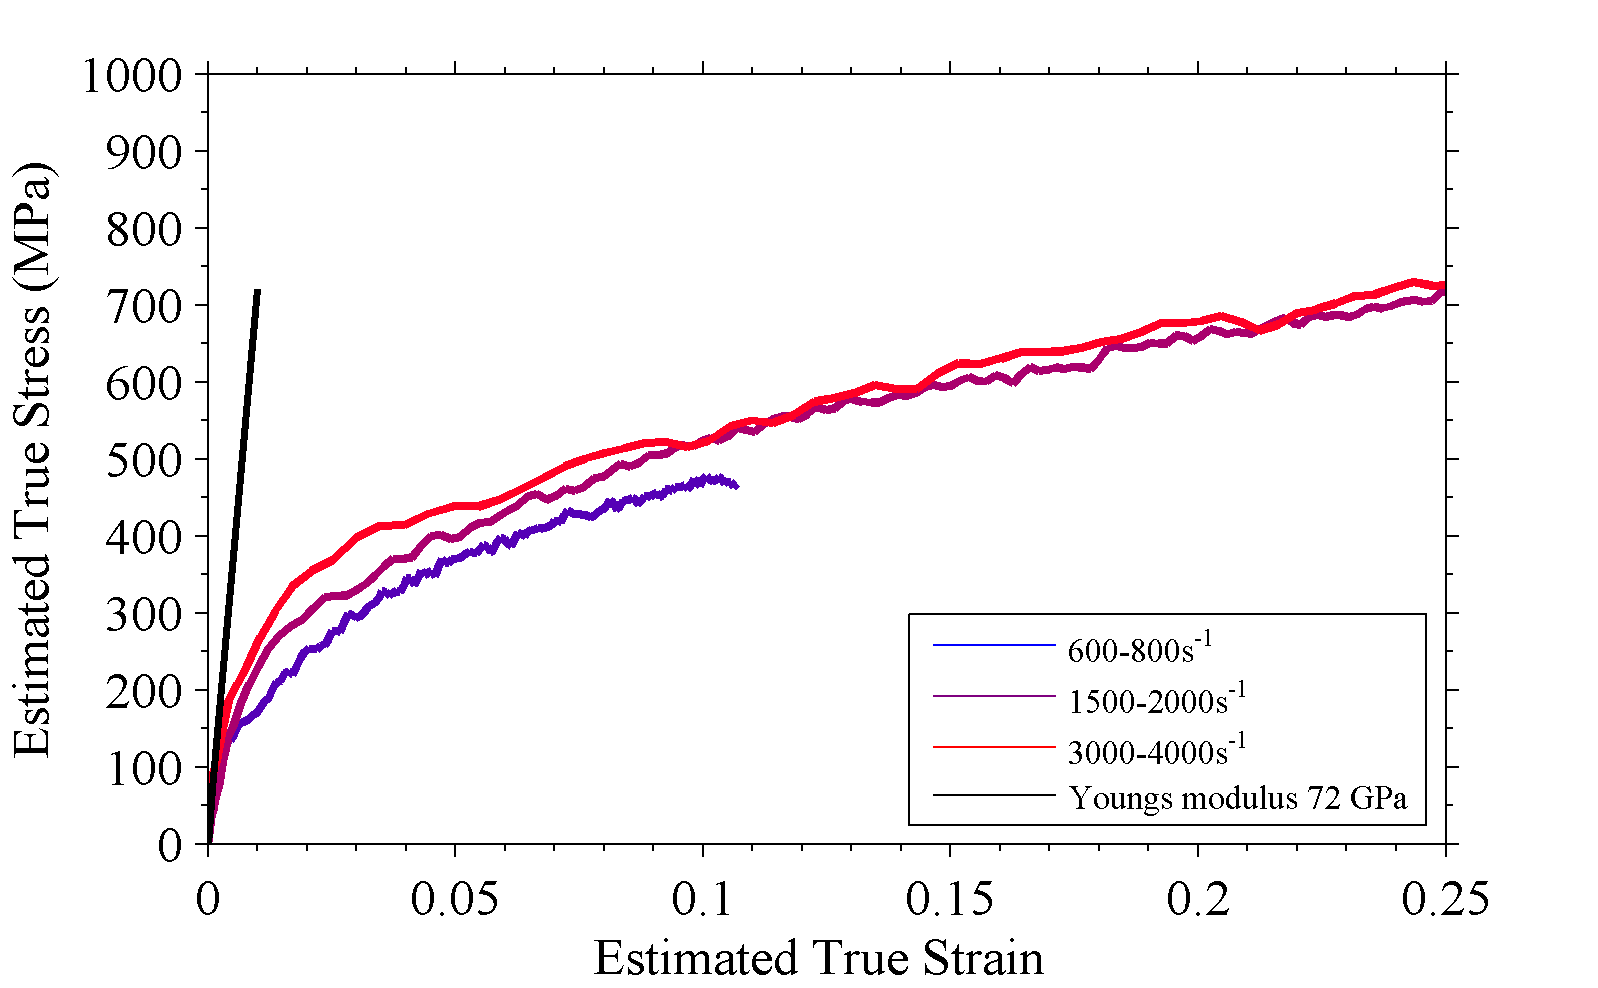 1000
900
800
700
600
500
400
300
200
100
0
Estimated True Stress (MPa)
600-800s-1
1500-2000s-1
3000-4000s-1
Youngs modulus 72 GPa
0 0.05 0.1 0.15 0.2 0.25
Estimated True Strain